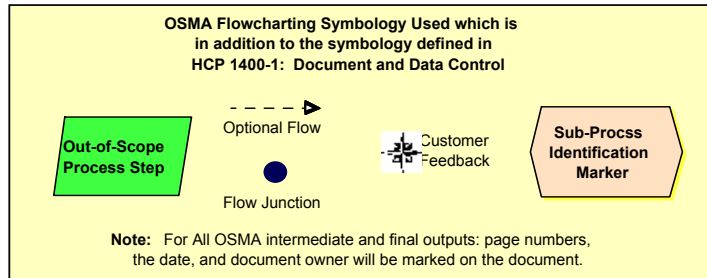 OSMA Flowcharting Symbology Used which is
in addition to the symbology defined in
HCP 1400-1: Document and Data Control
Out-of-Scope
Process Step
Optional Flow
Flow Junction
Customer
Feedback
Sub-Procss
Identification
Marker
Note: For All OSMA intermediate and final outputs: page numbers,
the date, and document owner will be marked on the document.